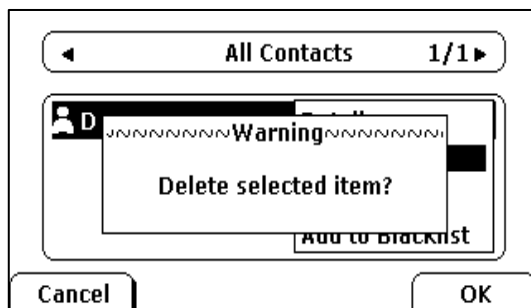 All Contacts 1/1
D
Warning
Delete selected item?
Add to Blacklist
Cancel OK